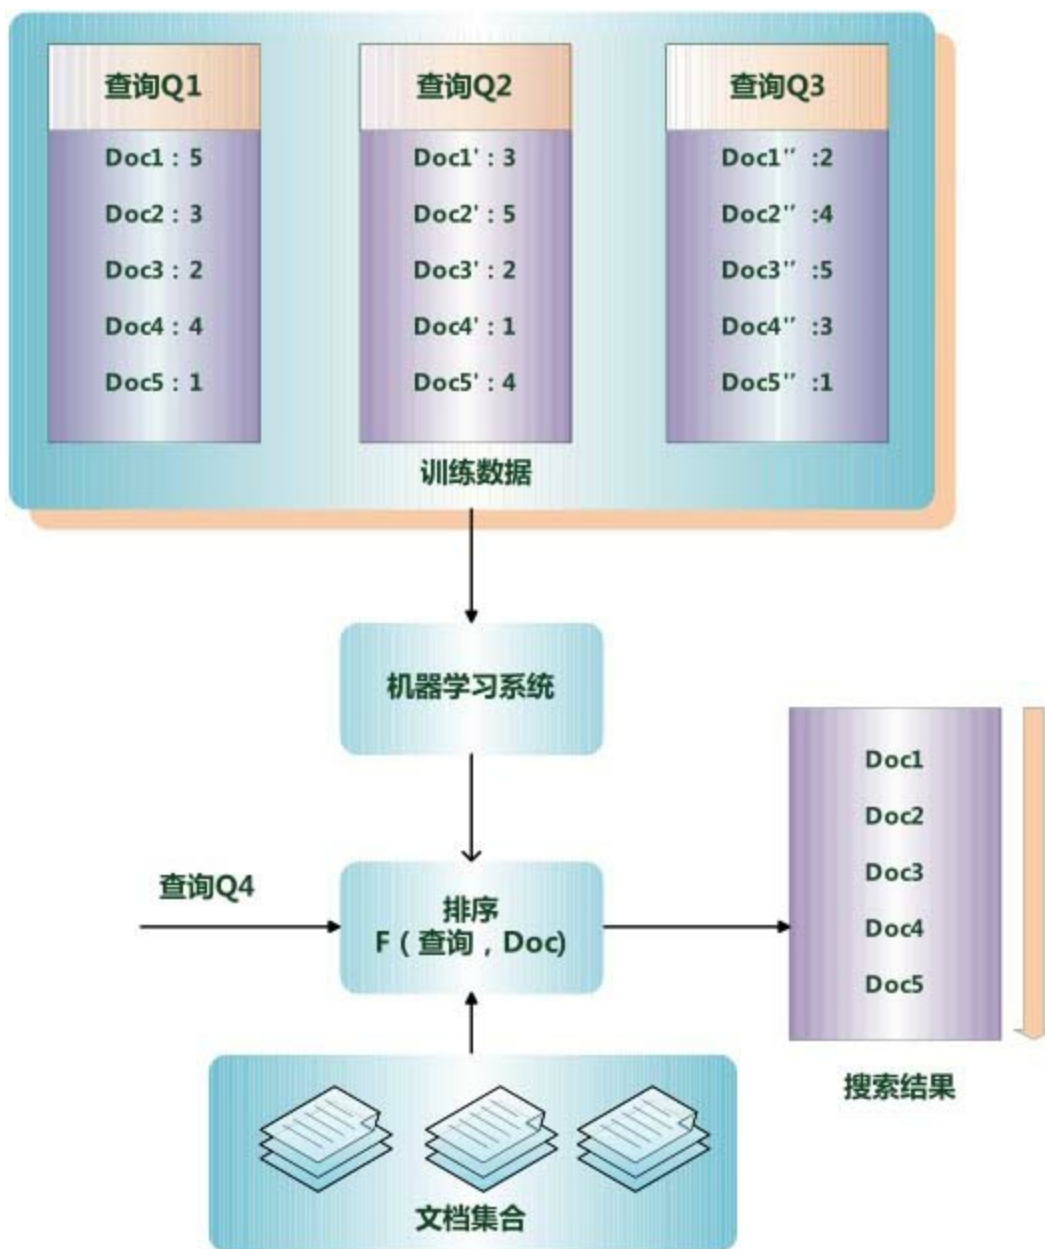 查询Q1
Doc1 : 5
Doc2 : 3
Doc3 : 2
Doc4 : 4
Doc5 : 1
查询Q2
Doc1' : 3
Doc2' : 5
Doc3' : 2
Doc4' : 1
Doc5' : 4
查询Q3
Doc1'' :2
Doc2'' :4
Doc3'' :5
Doc4'' :3
Doc5'' :1
训练数据
机器学习系统
查询Q4
排序
F ( 查询 , Doc)
Doc1
Doc2
Doc3
Doc4
Doc5
搜索结果
文档集合